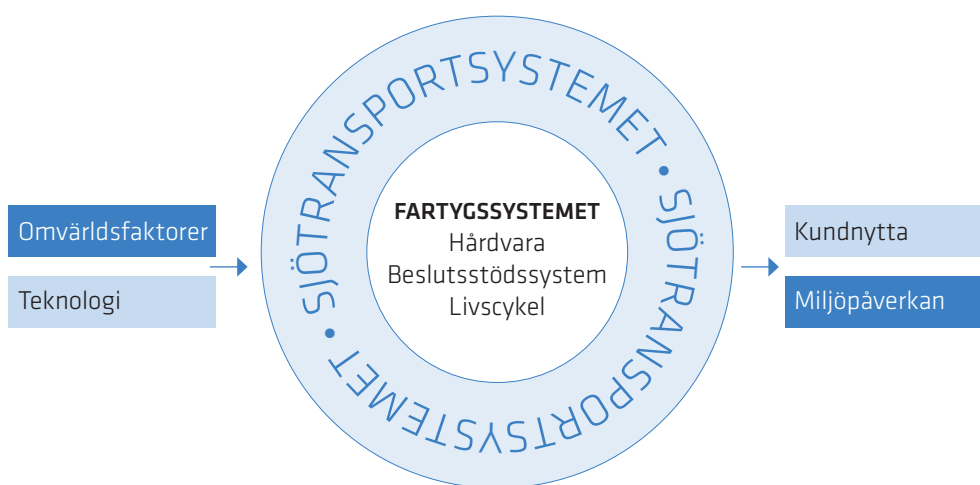 Omvärldsfaktorer
Teknologi
SJÖTRANSPORTSYSTEMET • SJÖTRANSPORTSYSTEMET •
FARTYGSSYSTEMET
Hårdvara
Beslutsstödssystem
Livscykel
Kundnytta
Miljöpåverkan